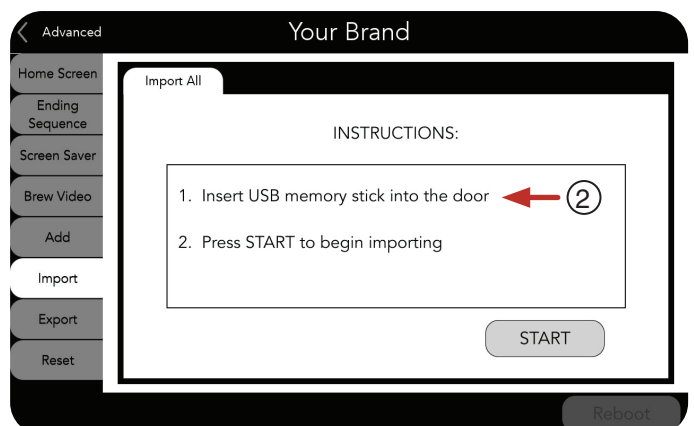 Advanced
Your Brand
Home Screen
Ending
Sequence
Screen Saver
Brew Video
Add
Import
Export
Reset
Import All
INSTRUCTIONS:
1. Insert USB memory stick into the door
2
2. Press START to begin importing
START
Reboot